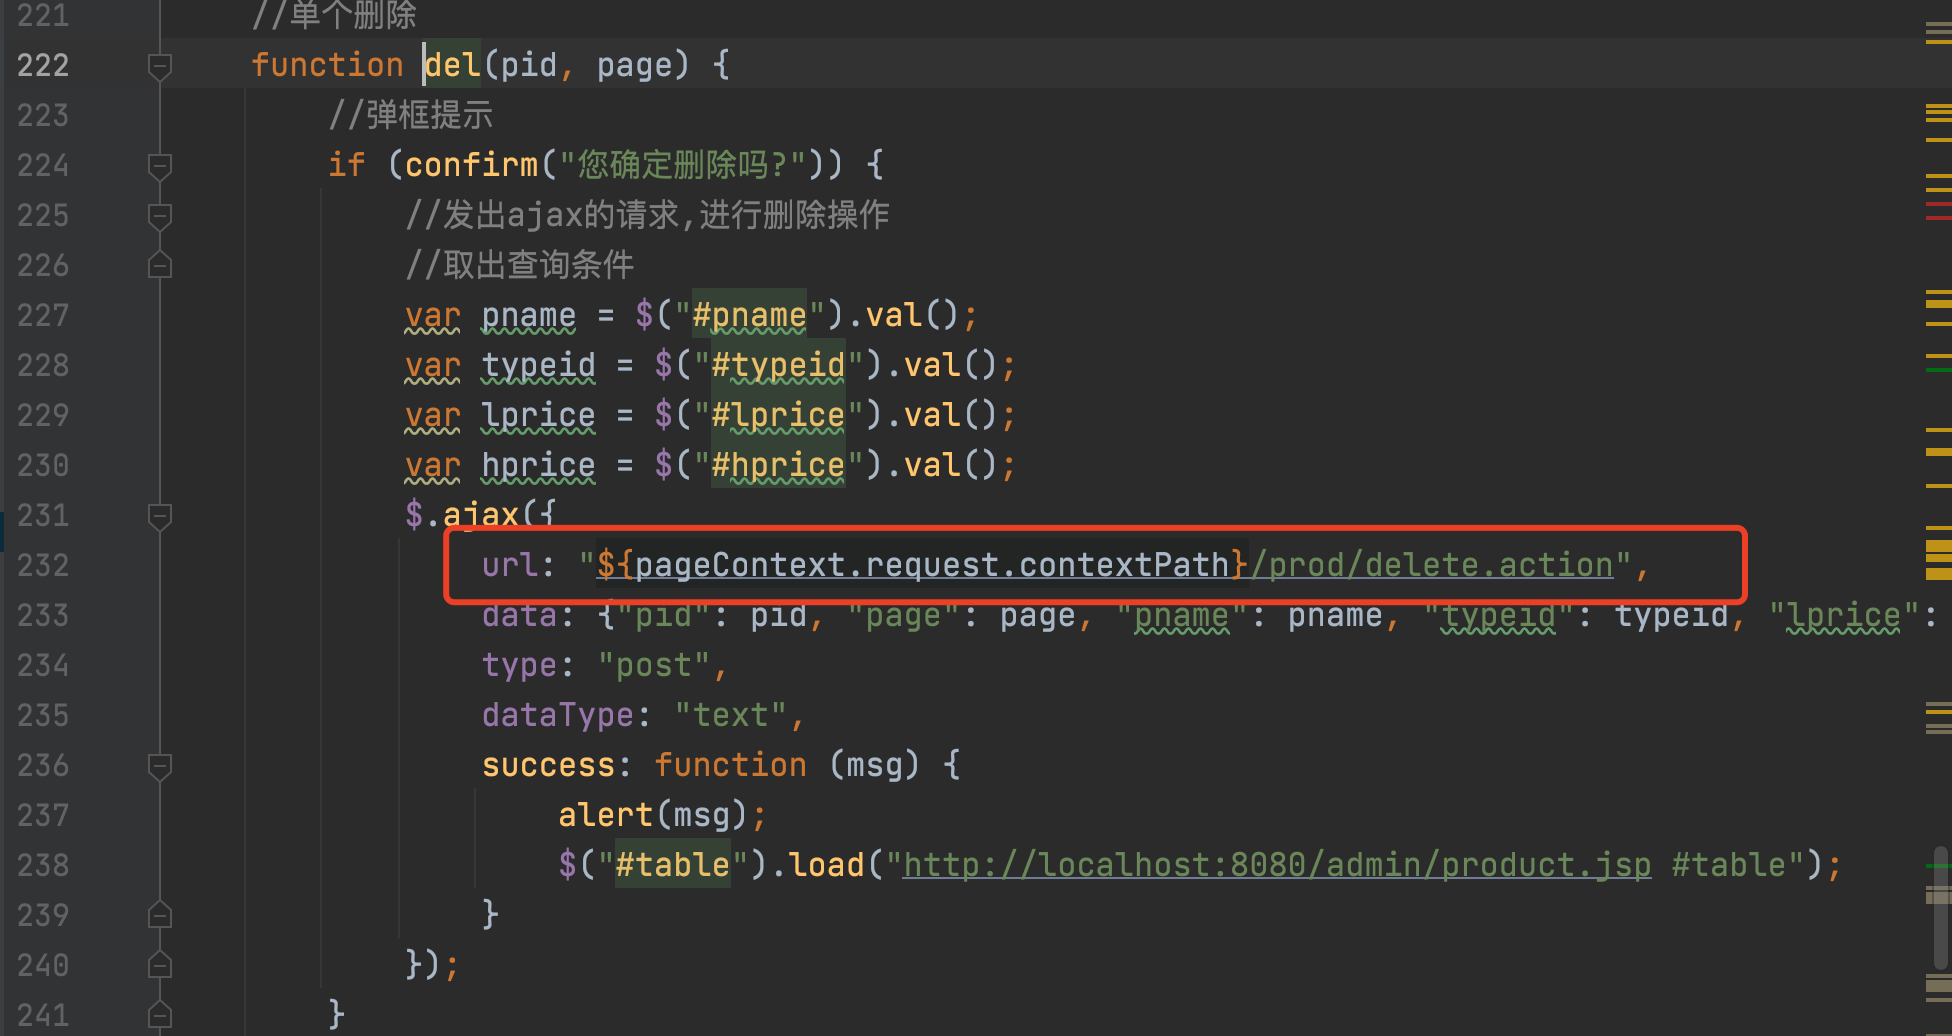 221 //单个删除
222 function del(pid, page) {
223 //弹框提示
224 if (confirm("您确定删除吗?")) {
225 //发出ajax的请求,进行删除操作
226 //取出查询条件
227 var pname = $("#pname").val();
228 var typeid = $("#typeid").val();
229 var lprice = $("#lprice").val();
230 var hprice = $("#hprice").val();
231 $.ajax({
232 url: "${pageContext.request.contextPath}/prod/delete.action",
233 data: {"pid": pid, "page": page, "pname": pname, "typeid": typeid, "lprice":
234 type: "post",
235 dataType: "text",
236 success: function (msg) {
237 alert(msg);
238 $("#table").load("http://localhost:8080/admin/product.jsp #table");
239 }
240 });
241 }